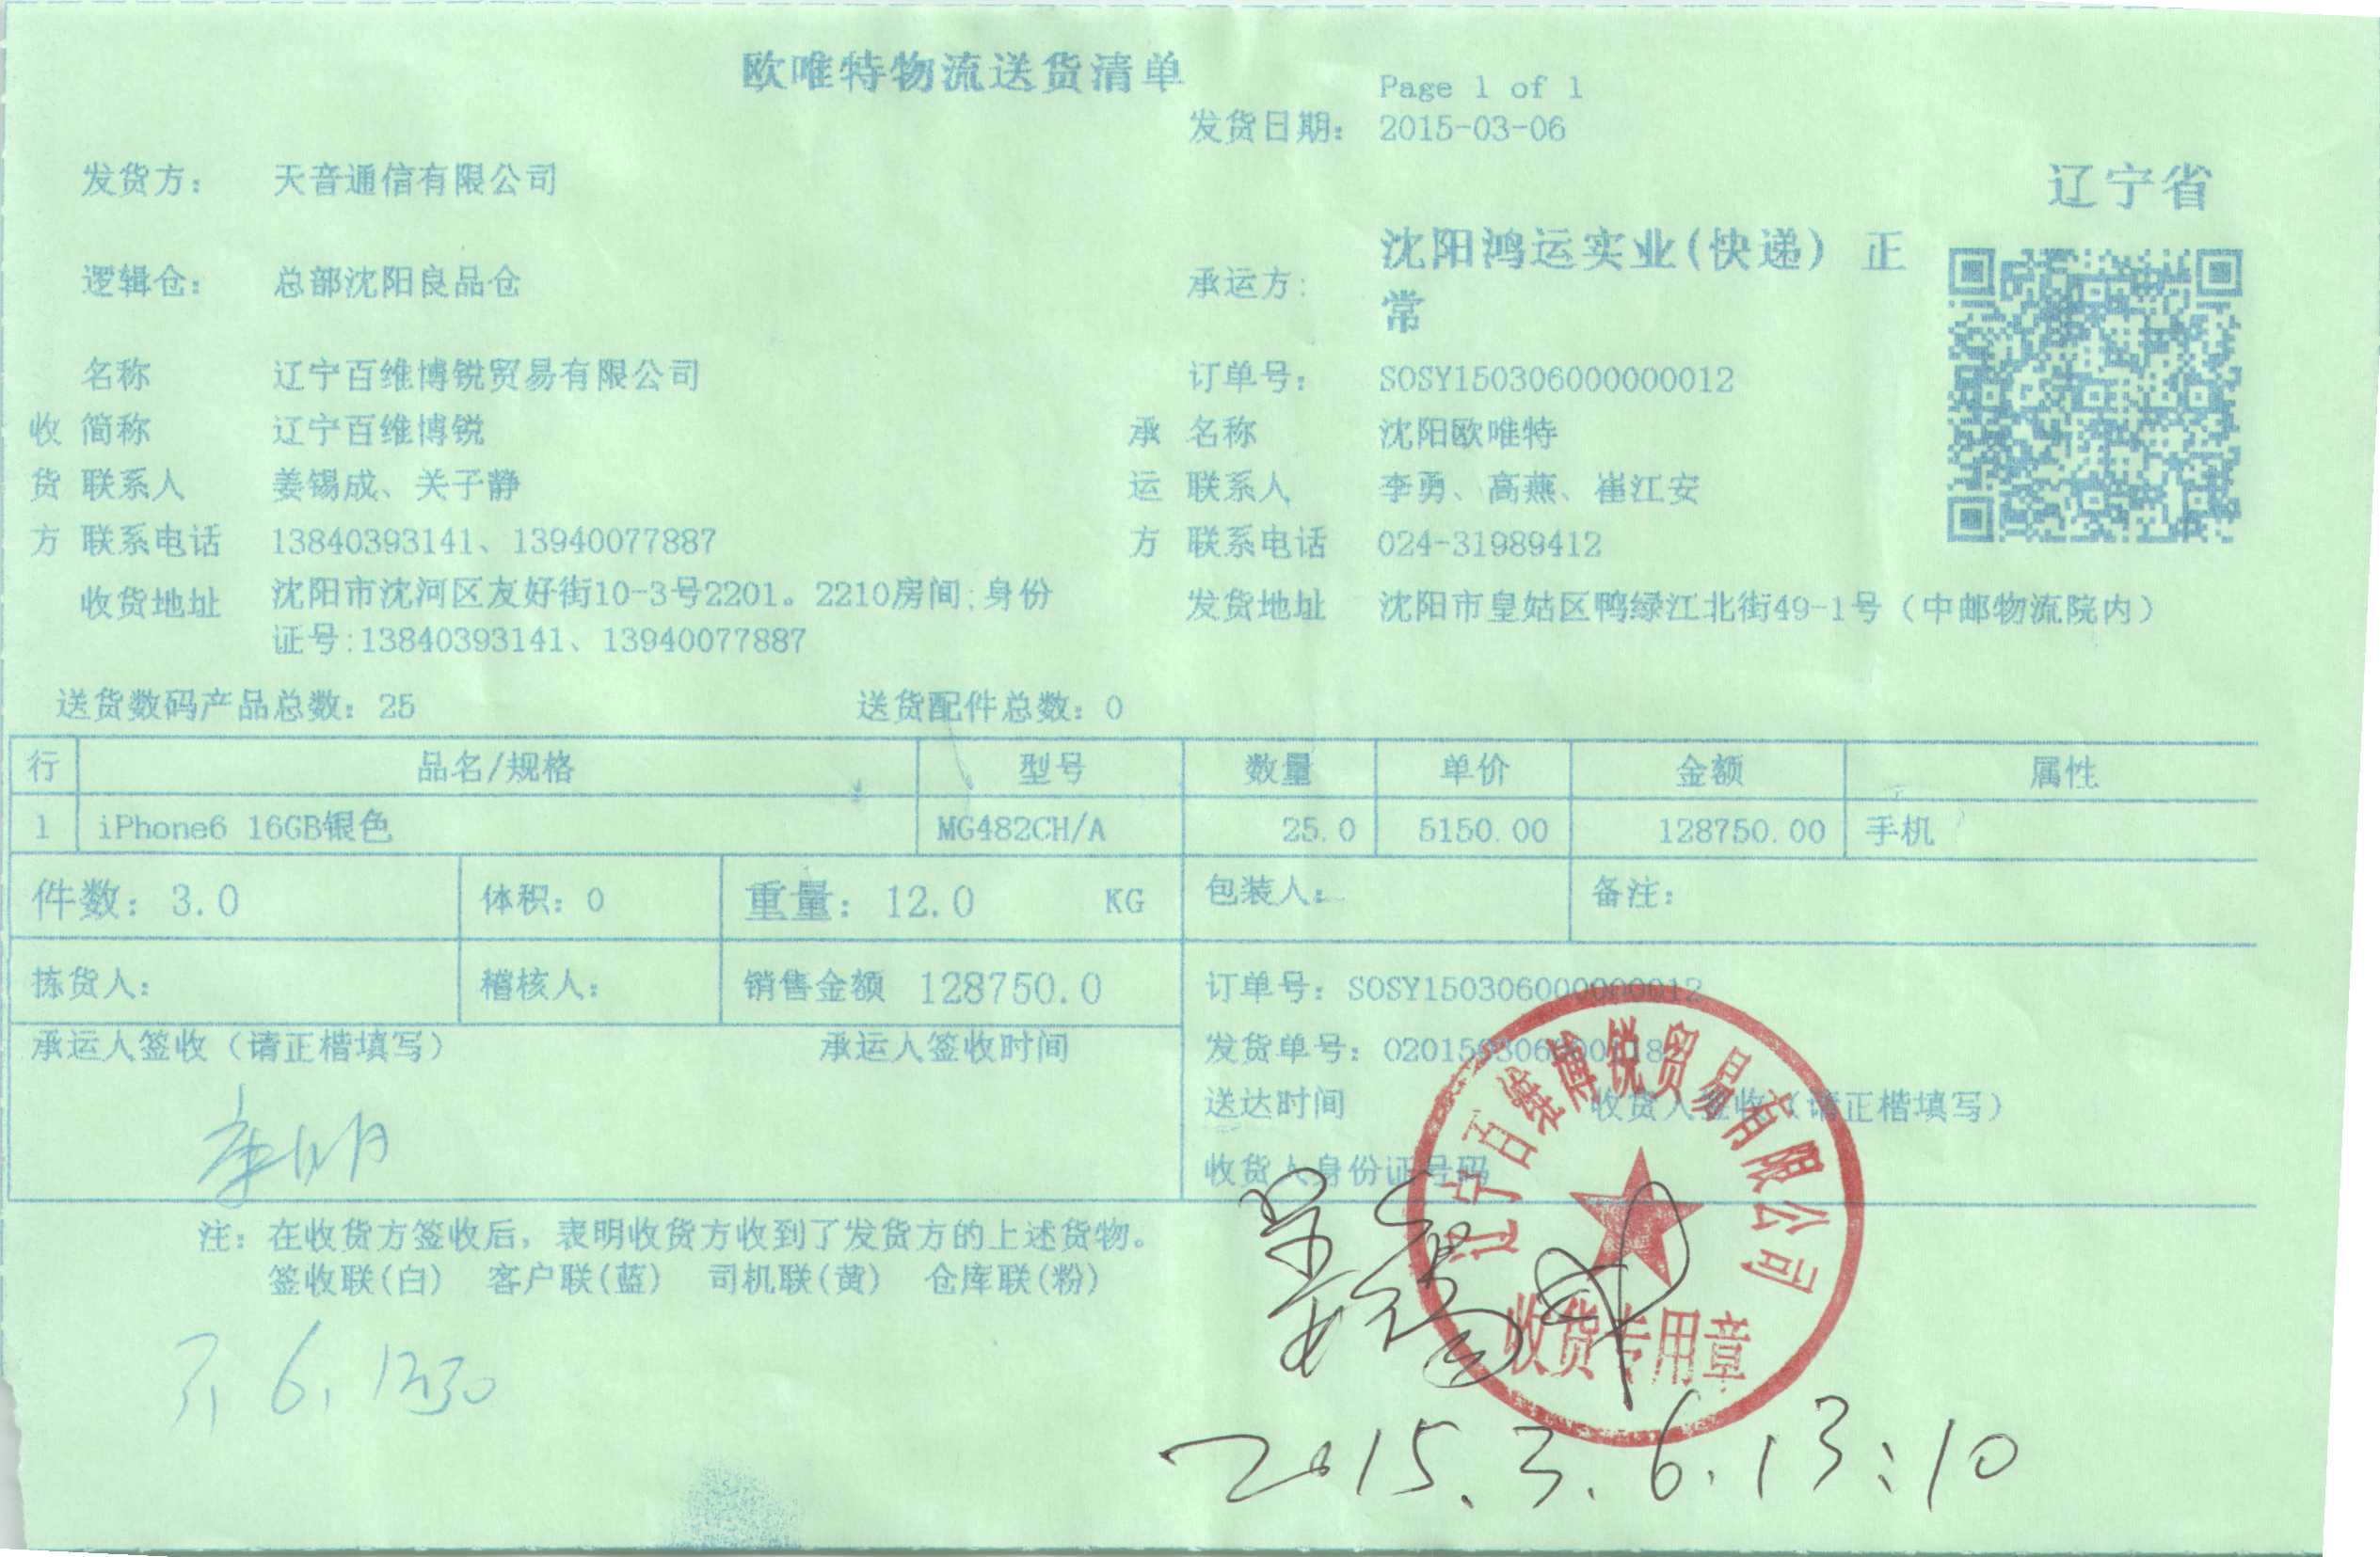 欧唯特物流送货清单
Page 1 of 1
发货日期: 2015-03-06
发货方: 天音通信有限公司
辽宁省
逻辑仓: 总部沈阳良品仓
承运方: 沈阳鸿运实业(快递) 正
常
名称 辽宁百维博锐贸易有限公司
订单号: SOSY150306000000012
收 简称 辽宁百维博锐
承 名称 沈阳欧唯特
货 联系人 姜锡成、关子静
运 联系人 李勇、高燕、崔江安
方 联系电话 13840393141、13940077887
方 联系电话 024-31989412
收货地址 沈阳市沈河区友好街10-3号2201。2210房间;身份
证号:13840393141、13940077887
发货地址 沈阳市皇姑区鸭绿江北街49-1号（中邮物流院内）
送货数码产品总数: 25 送货配件总数: 0
行 品名/规格 型号 数量 单价 金额 属性
1 iPhone6 16GB银色 MG482CH/A 25.0 5150.00 128750.00 手机
件数: 3.0 体积: 0 重量: 12.0 KG 包装人: 备注:
拣货人: 稽核人: 销售金额 128750.0 订单号: SOSY150306000000012
承运人签收（请正楷填写） 承运人签收时间
发货单号:
送达时间 收货人签收（请正楷填写）
收货人身份证号码
辽宁百维博锐贸易有限公司
收货专用章
姜锡成
注: 在收货方签收后, 表明收货方收到了发货方的上述货物。
签收联(白) 客户联(蓝) 司机联(黄) 仓库联(粉)
3, 6, 1230
2015.3.6.13:10